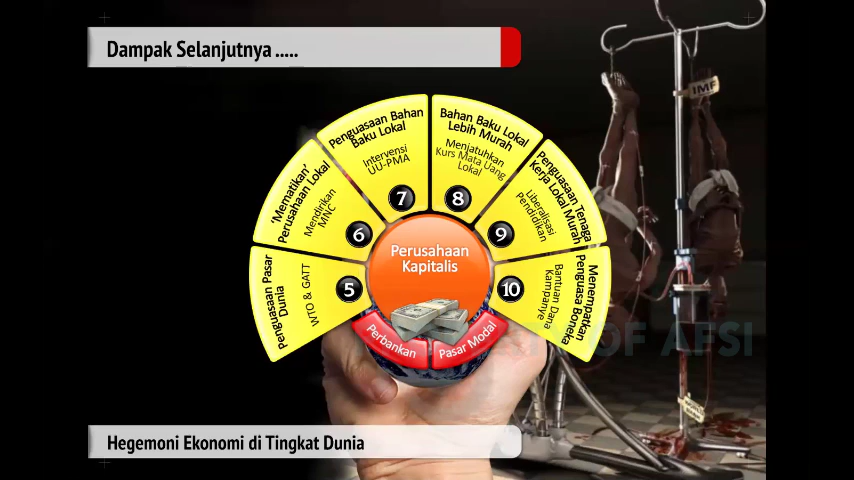 Dampak Selanjutnya .....
IMF
Penguasaan Pasar
Dunia
WTO & GATT
5
'Mematikan'
Perusahaan Lokal
Mendirikan
MNC
6
Penguasaan Bahan
Baku Lokal
Intervensi
UU-PMA
7
Bahan Baku Lokal
Lebih Murah
Menjatuhkan
Kurs Mata Uang
Lokal
8
Penguasaan Tenaga
Kerja Lokal Murah
Liberalisasi
Pendidikan
9
Menempatkan
Penguasa Boneka
Bantuan Dana
Kampanye
10
Perusahaan
Kapitalis
Perbankan
Pasar Modal
OF AFSI
Hegemoni Ekonomi di Tingkat Dunia